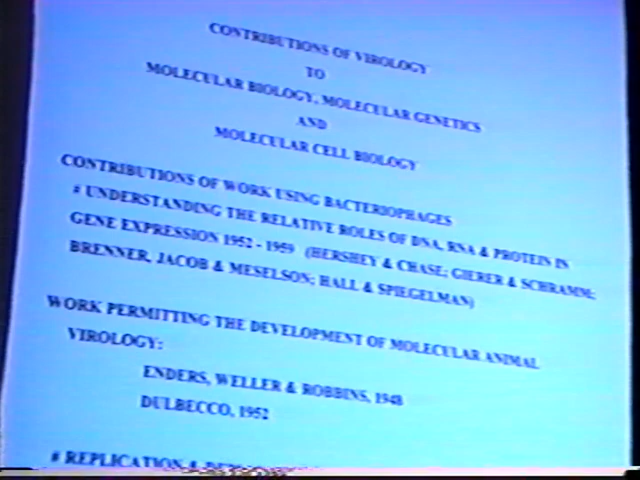 CONTRIBUTIONS OF VIROLOGY
TO
MOLECULAR BIOLOGY, MOLECULAR GENETICS
AND
MOLECULAR CELL BIOLOGY
CONTRIBUTIONS OF WORK USING BACTERIOPHAGES
# UNDERSTANDING THE RELATIVE ROLES OF DNA, RNA & PROTEIN IN
GENE EXPRESSION 1952 - 1959 (HERSHEY & CHASE; GIERER & SCHRAMM;
BRENNER, JACOB & MESELSON; HALL & SPIEGELMAN)
WORK PERMITTING THE DEVELOPMENT OF MOLECULAR ANIMAL
VIROLOGY:
ENDERS, WELLER & ROBBINS, 1948
DULBECCO, 1952
# REPLICATION &